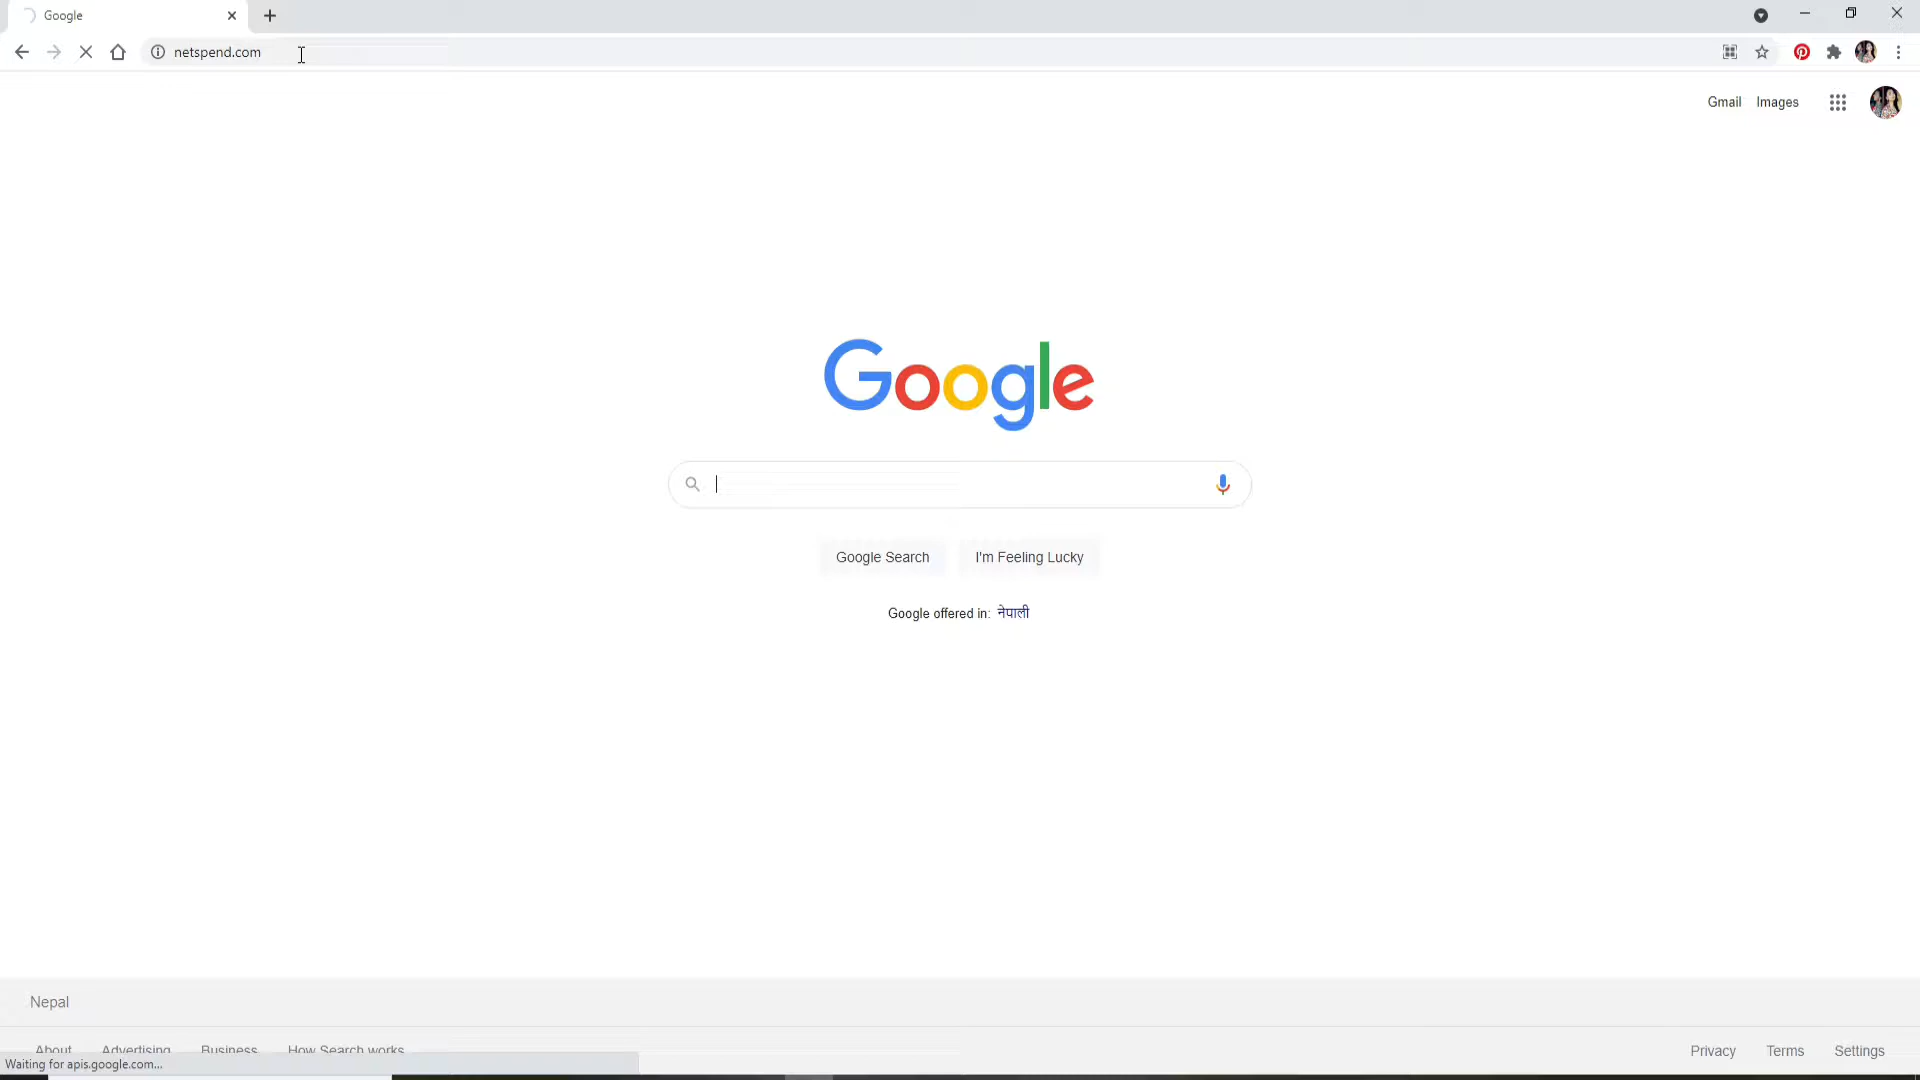 Google
netspend.com
Gmail Images
Google
Google Search I'm Feeling Lucky
Google offered in: नेपाली
Nepal
About Advertising Business How Search works Privacy Terms Settings
Waiting for apis.google.com...